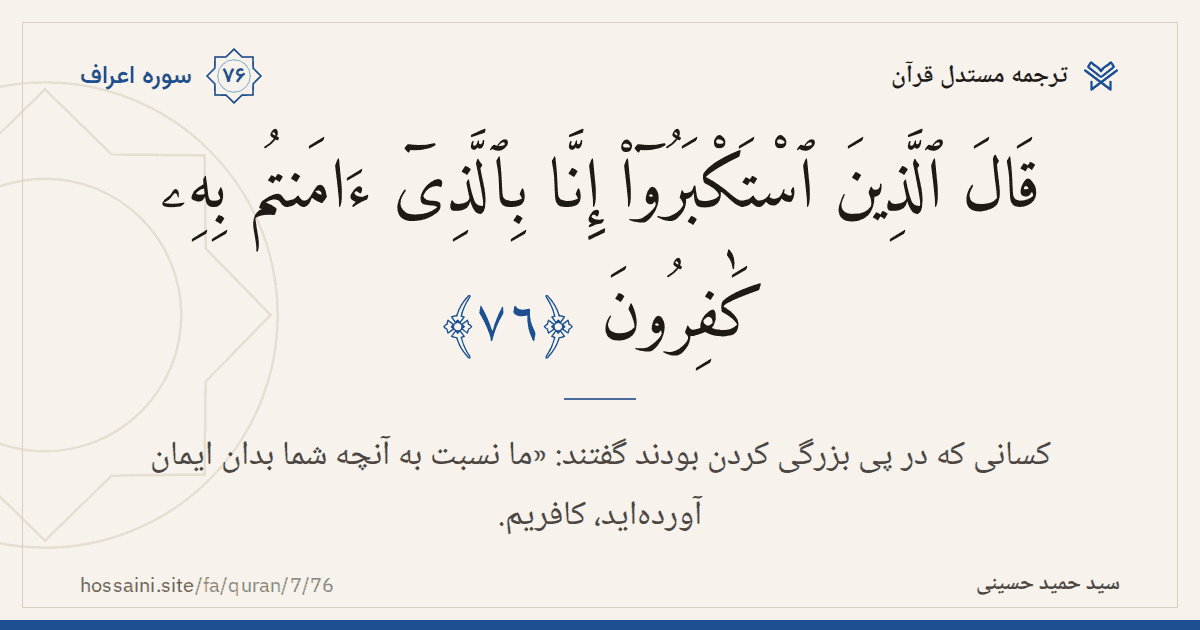 ترجمه مستدل قرآن
۷۶ سوره اعراف
قَالَ ٱلَّذِينَ ٱسْتَكْبَرُوٓا۟ إِنَّا بِٱلَّذِىٓ ءَامَنتُم بِهِۦ
كَٰفِرُونَ ﴿٧٦﴾
کسانی که در پی بزرگی کردن بودند گفتند: «ما نسبت به آنچه شما بدان ایمان
آورده‌اید، کافریم.
سید حمید حسینی
hossaini.site/fa/quran/7/76